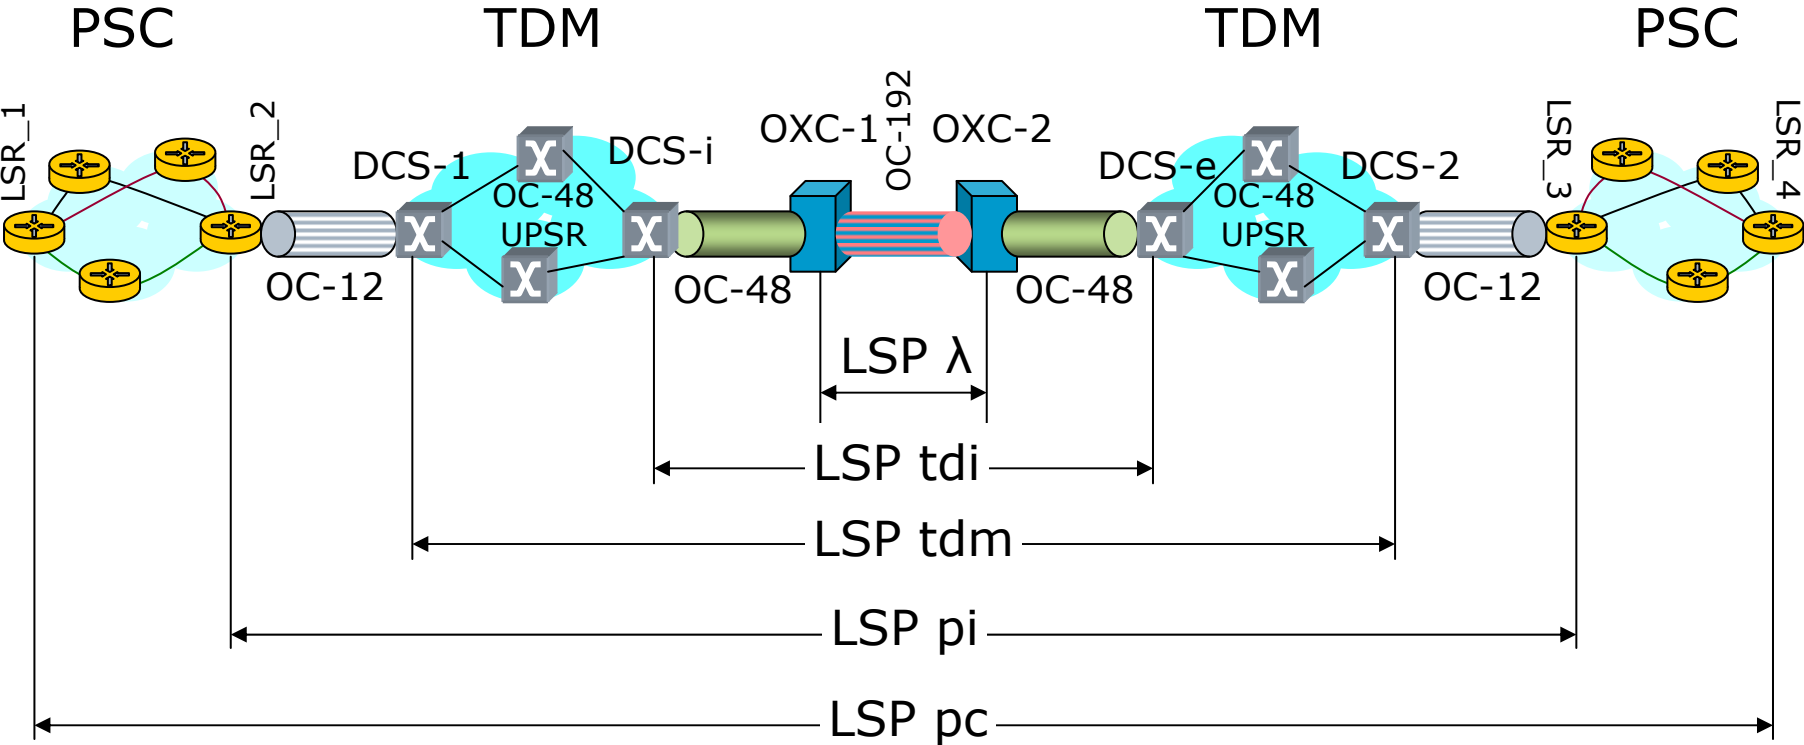 PSC
TDM
TDM
PSC
LSR_1
LSR_2
DCS-1
DCS-i
OXC-1
OC-192
OXC-2
DCS-e
DCS-2
LSR_3
LSR_4
OC-48
UPSR
OC-48
UPSR
OC-12
OC-48
OC-48
OC-12
LSP λ
LSP tdi
LSP tdm
LSP pi
LSP pc